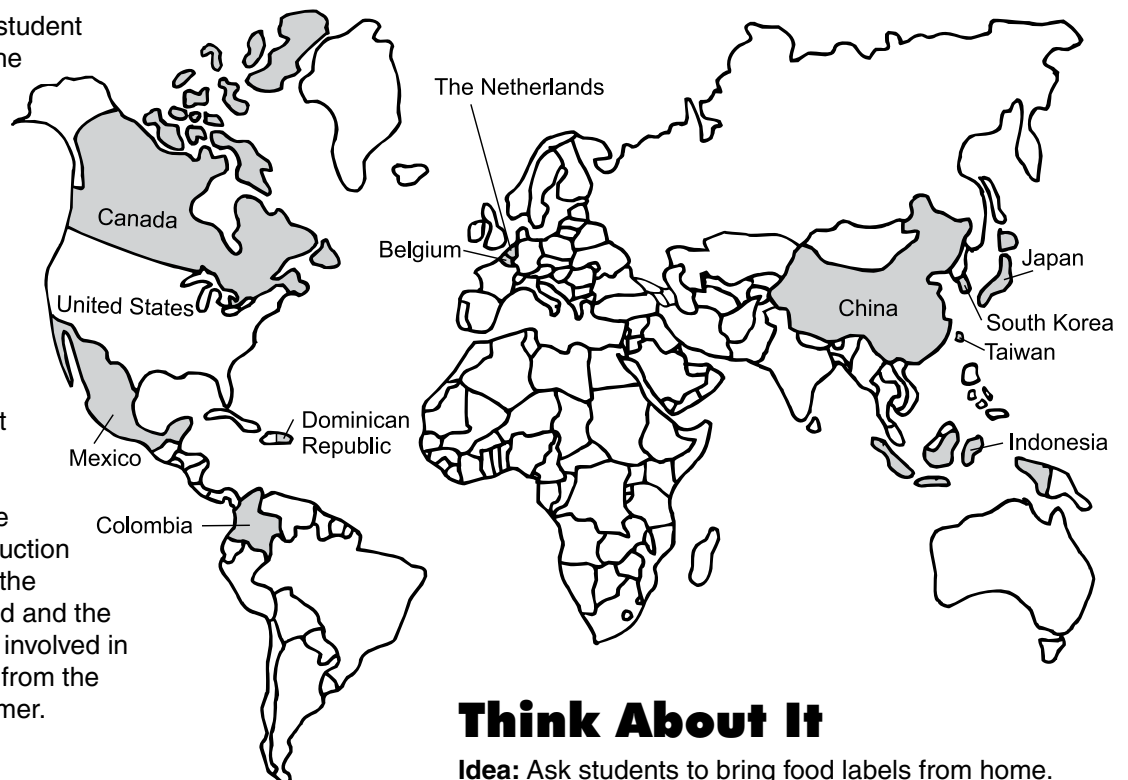 student
ne
t
e
uction
the
d and the
involved in
from the
mer.
The Netherlands
Canada
Belgium
United States
Japan
China
South Korea
Taiwan
Dominican
Republic
Mexico
Indonesia
Colombia
Think About It
Idea: Ask students to bring food labels from home.